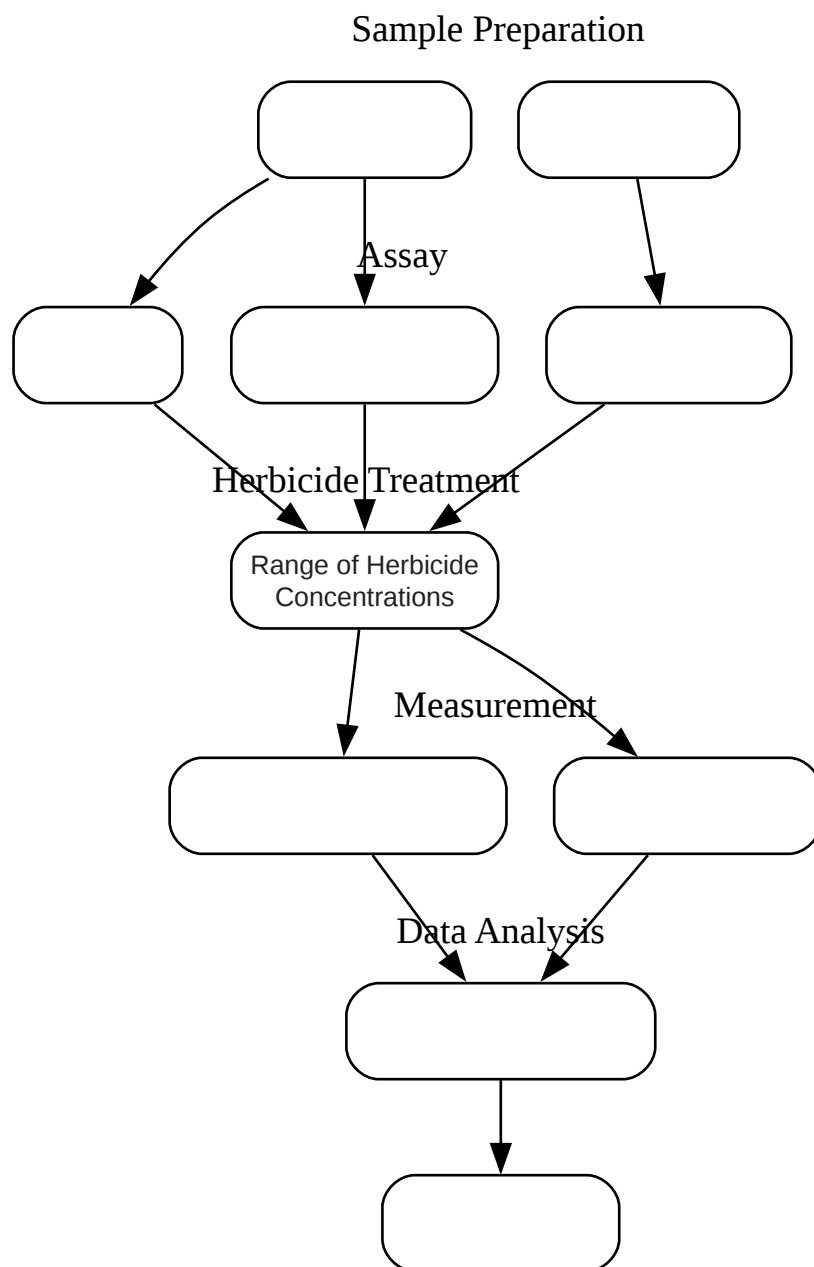 Sample Preparation
Assay
Herbicide Treatment
Range of Herbicide
Concentrations
Measurement
Data Analysis